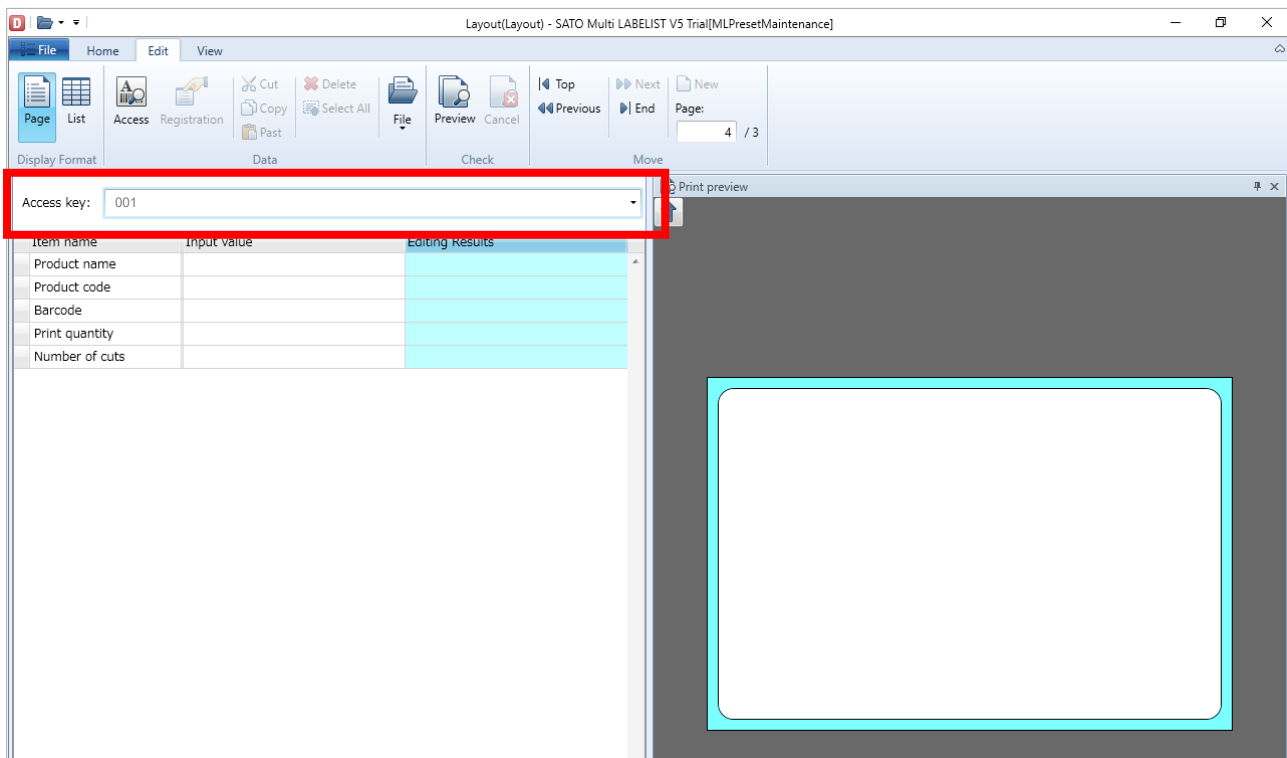 Layout(Layout) - SATO Multi LABELIST V5 Trial[MLPresetMaintenance]
File Home Edit View
Page List Access Registration Cut Copy Past Delete Select All File Preview Cancel Top Previous Next End New Page: 4 / 3
Display Format Data Check Move
Access key: 001
Print preview
Item name Input value Editing Results
Product name
Product code
Barcode
Print quantity
Number of cuts